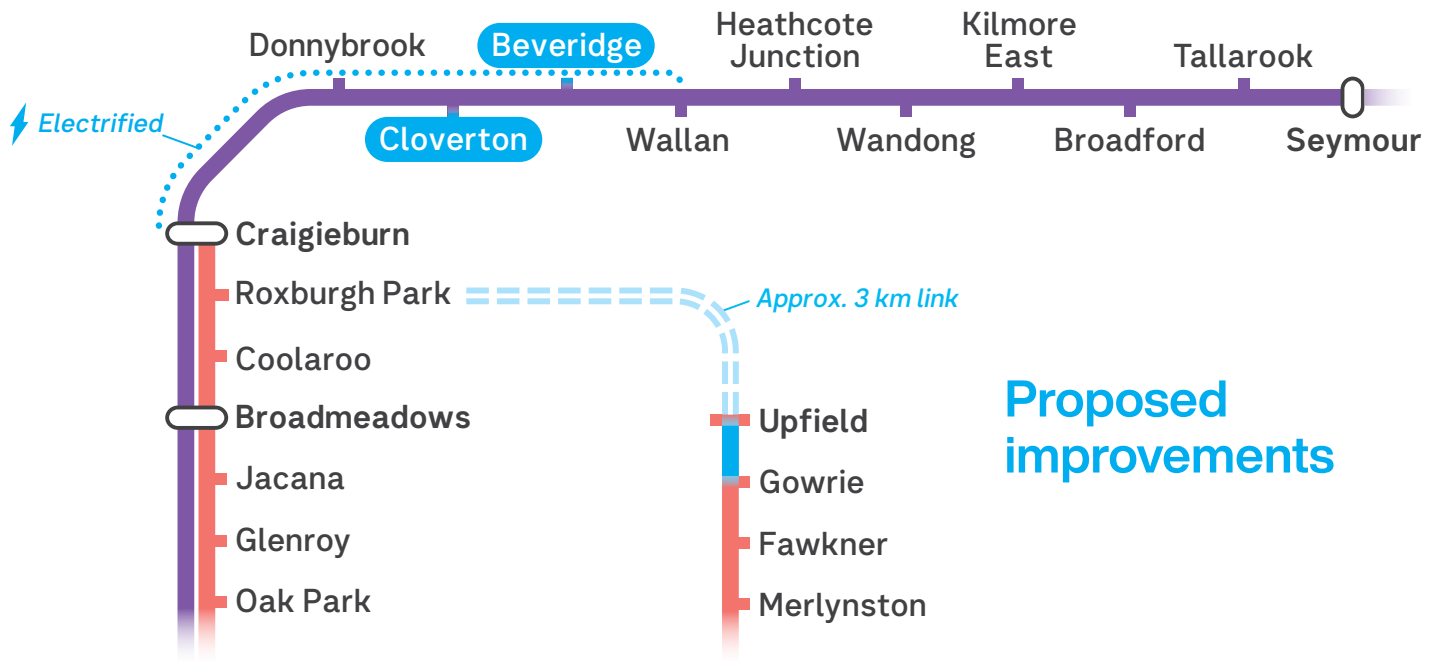 Donnybrook
Beveridge
Heathcote
Junction
Kilmore
East
Tallarook
Electrified
Cloverton
Wallan
Wandong
Broadford
Seymour
Craigieburn
Roxburgh Park
Approx. 3 km link
Coolaroo
Broadmeadows
Upfield
Proposed
improvements
Jacana
Gowrie
Glenroy
Fawkner
Oak Park
Merlynston